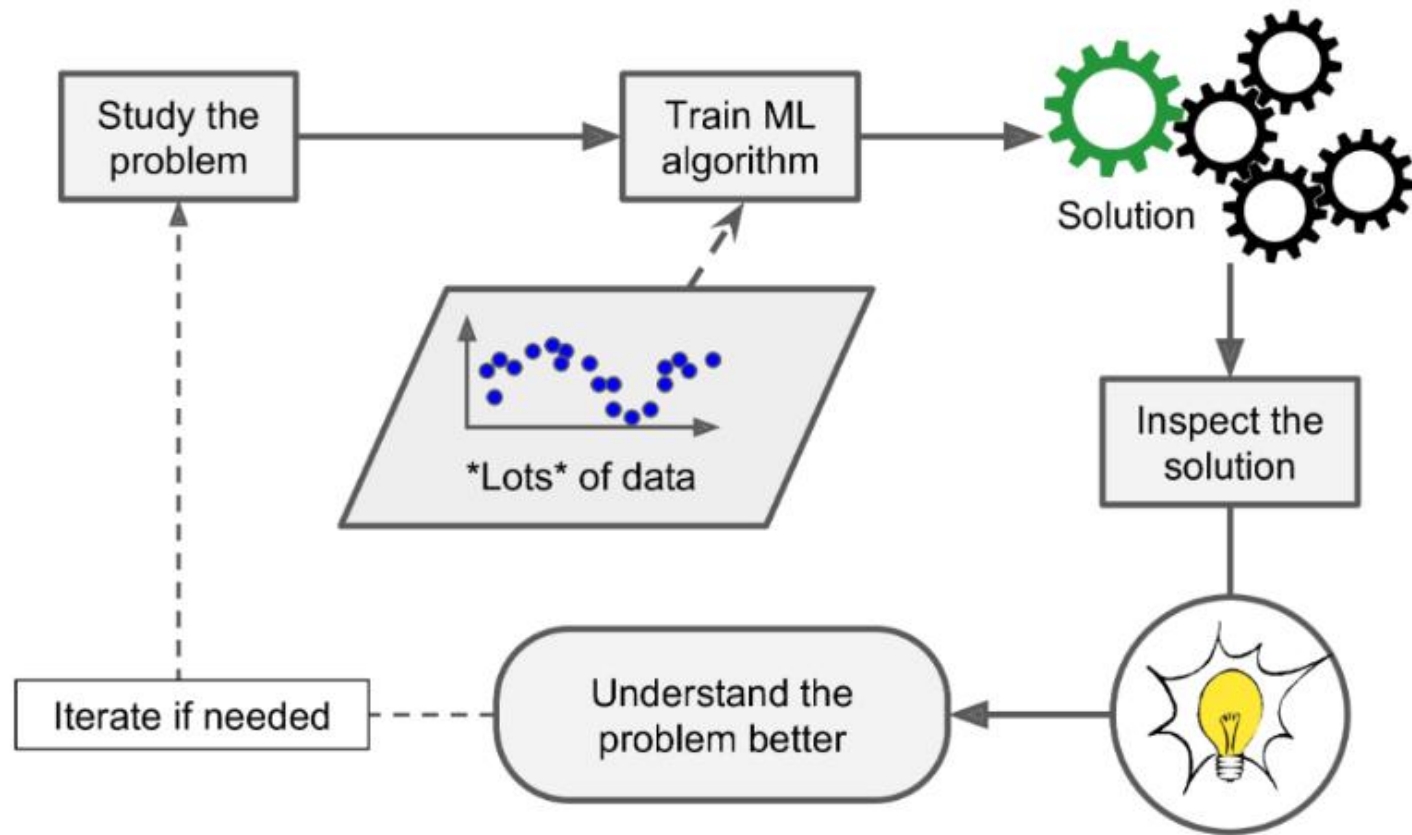 Study the
problem
Train ML
algorithm
Solution
*Lots* of data
Inspect the
solution
Understand the
problem better
Iterate if needed